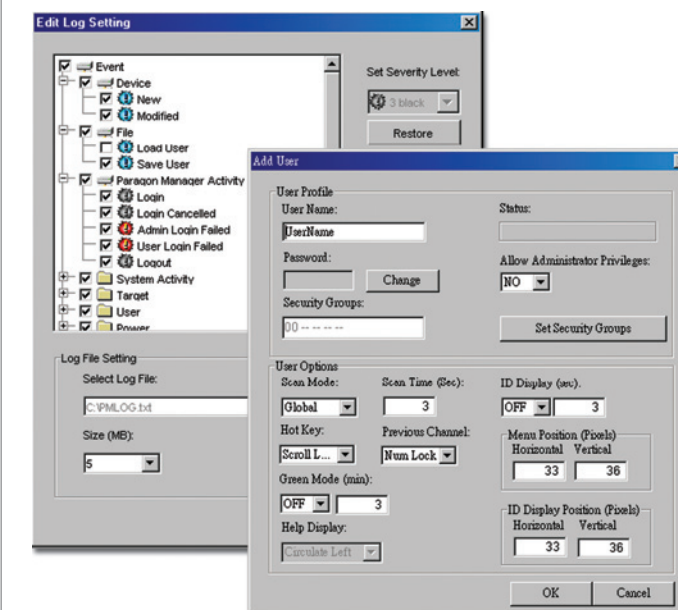 Edit Log Setting
Event
Device
New
Modified
File
Load User
Save User
Paragon Manager Activity
Login
Login Cancelled
Admin Login Failed
User Login Failed
Logout
System Activity
Target
User
Power
Set Severity Level:
3 black
Restore
Log File Setting
Select Log File:
C:\PMLOG.txt
Size (MB):
5
Add User
User Profile
User Name:
UserName
Status:
Password:
Change
Allow Administrator Privileges:
NO
Security Groups:
00 -- -- -- --
Set Security Groups
User Options
Scan Mode:
Scan Time (Sec):
ID Display (sec).
Global
3
OFF
3
Hot Key:
Previous Channel:
Scroll L...
Num Lock
Menu Position (Pixels)
Horizontal Vertical
33
36
Green Mode (min):
OFF
3
Help Display:
Circulate Left
ID Display Position (Pixels)
Horizontal Vertical
33
36
OK
Cancel